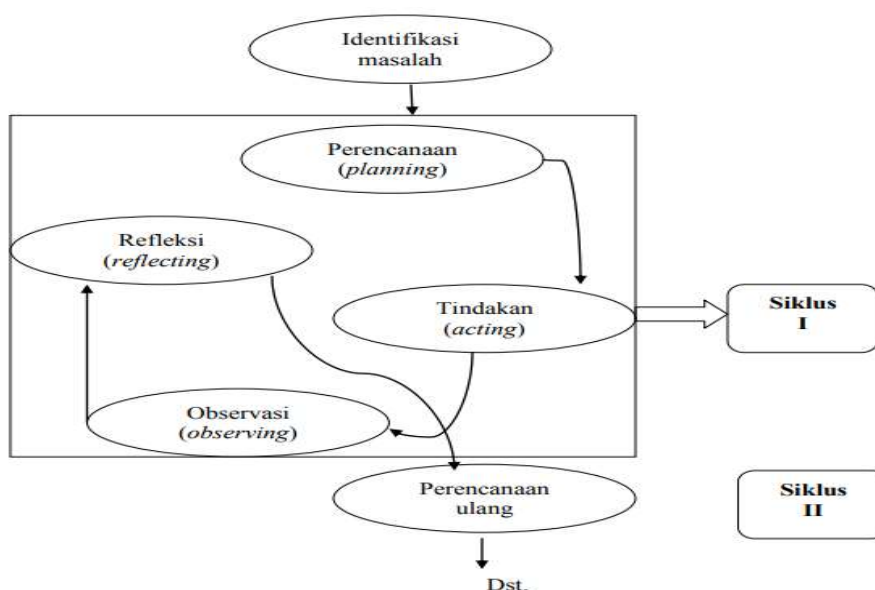 Identifikasi
masalah
Perencanaan
(planning)
Refleksi
(reflecting)
Tindakan
(acting)
Siklus
I
Observasi
(observing)
Perencanaan
ulang
Siklus
II
Dst.